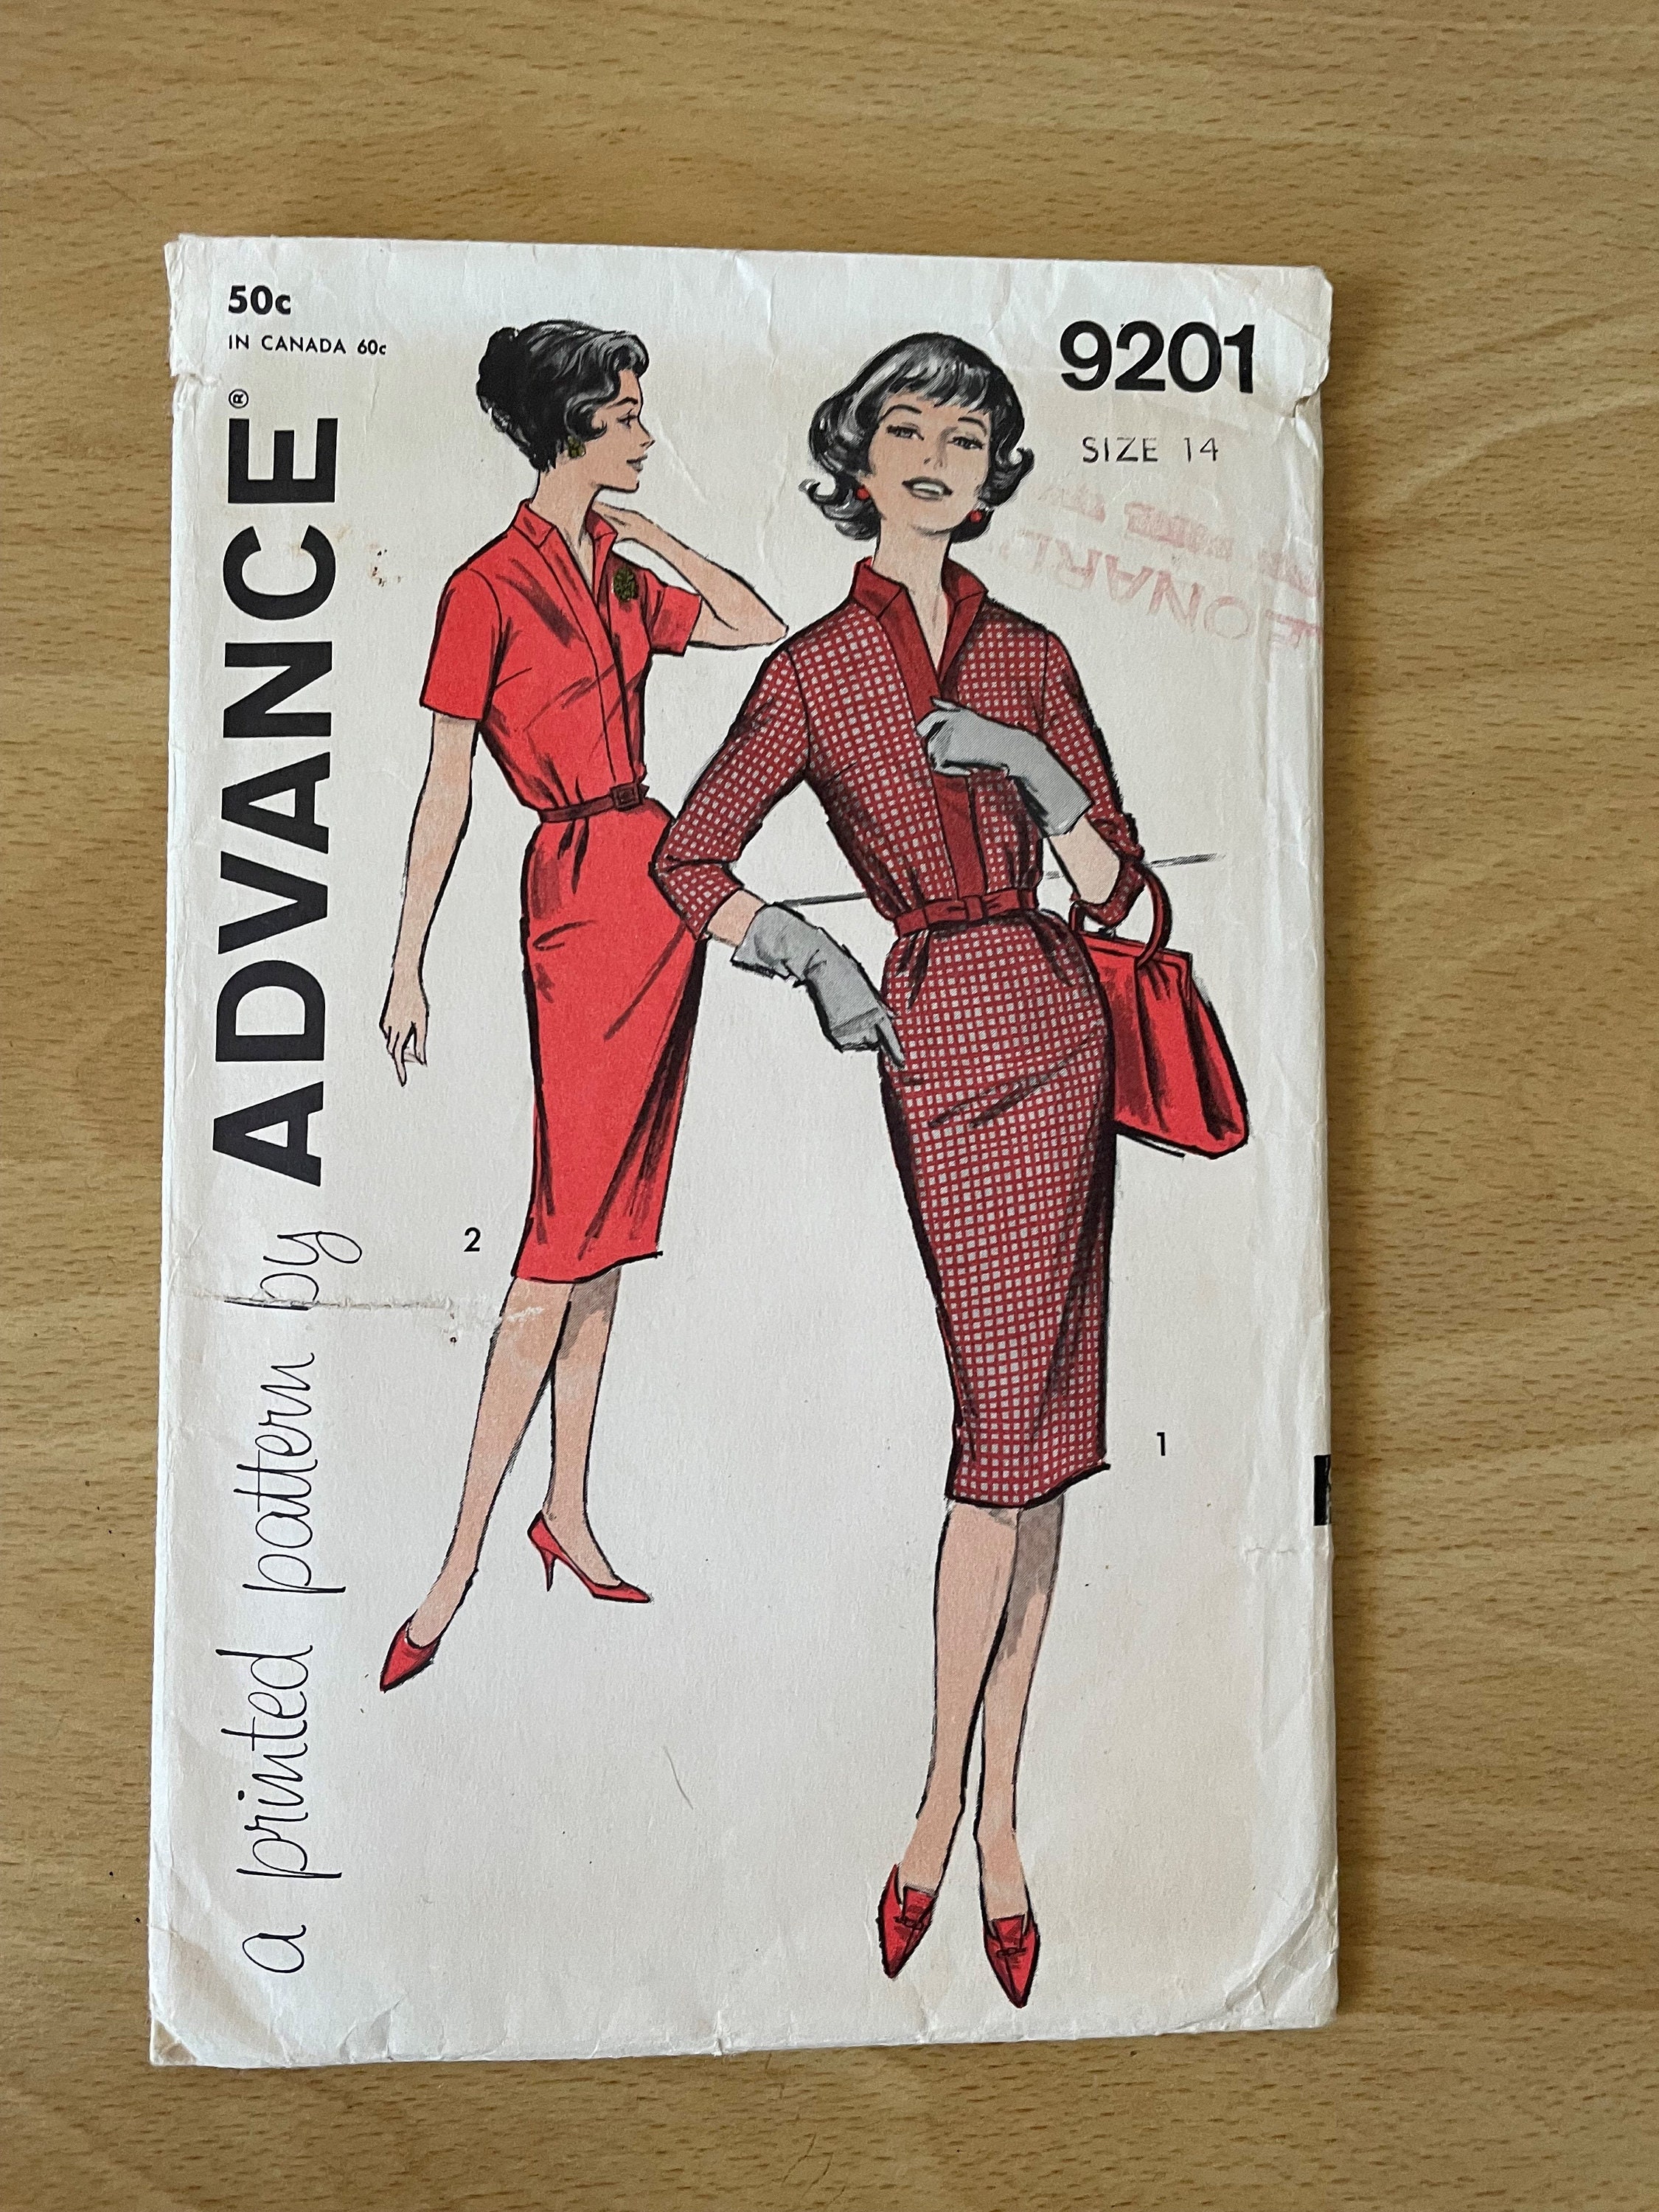 50c
IN CANADA 60c
9201
SIZE 14
a printed pattern by ADVANCE®
2
1